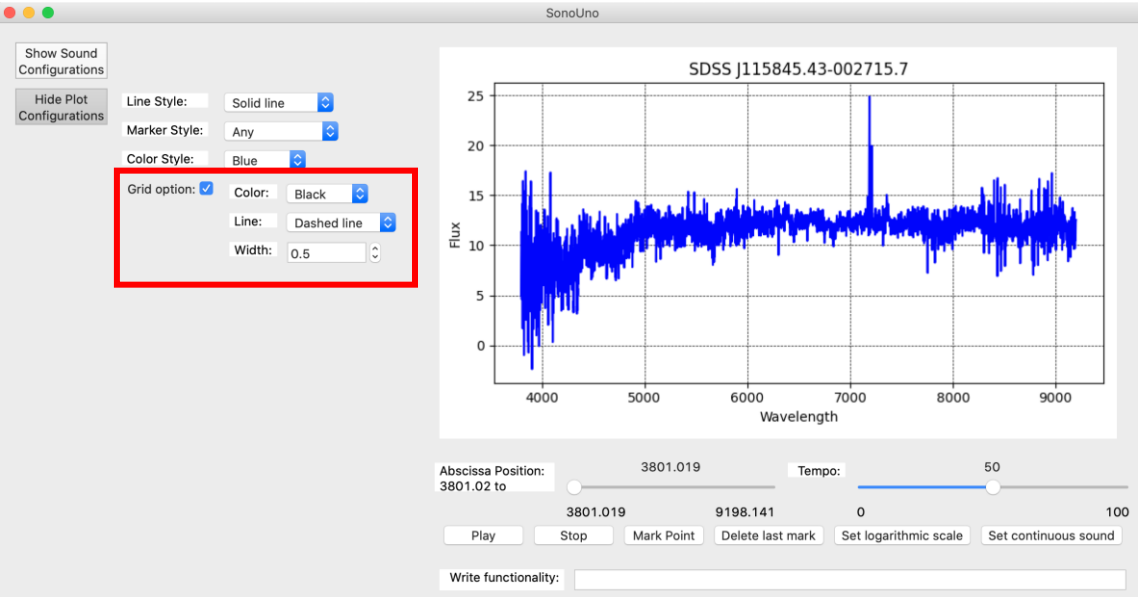 SonoUno
Show Sound
Configurations
Hide Plot
Configurations
Line Style:
Solid line
Marker Style:
Any
Color Style:
Blue
Grid option:
Color:
Black
Line:
Dashed line
Width:
0.5
SDSS J115845.43-002715.7
25
20
15
10
5
0
Flux
4000 5000 6000 7000 8000 9000
Wavelength
Abscissa Position:
3801.02 to
3801.019
3801.019 9198.141
Tempo:
50
0 100
Play Stop Mark Point Delete last mark Set logarithmic scale Set continuous sound
Write functionality: